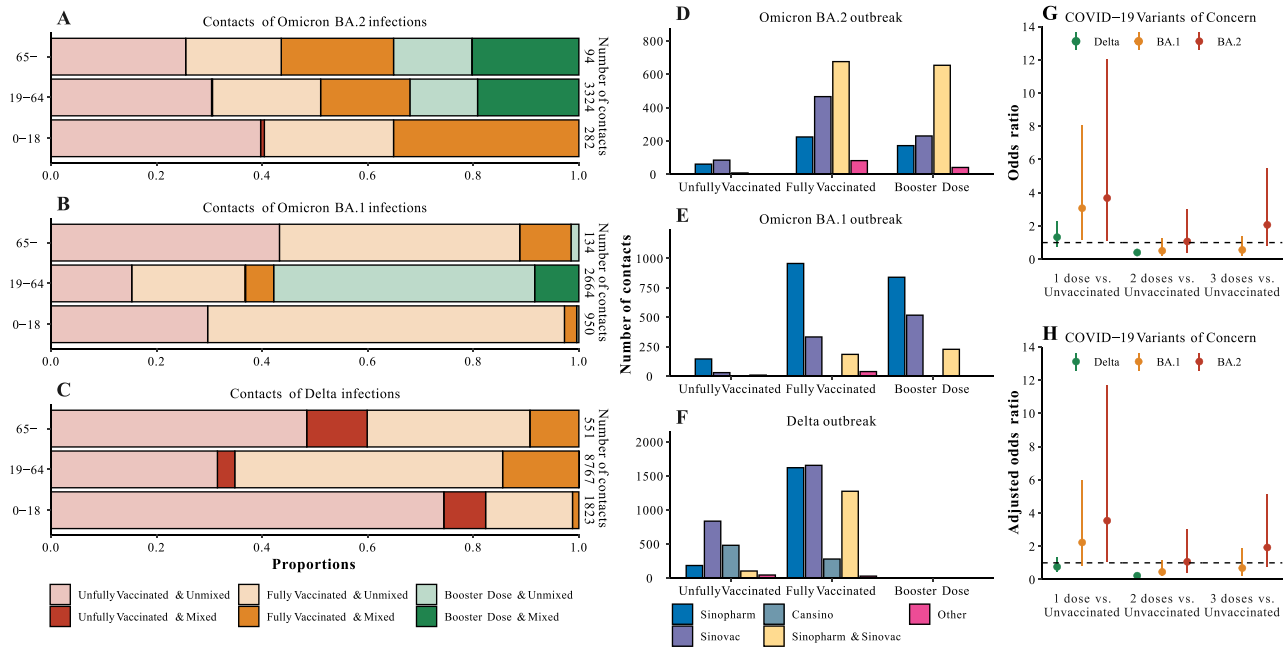 A
Contacts of Omicron BA.2 infections
65−
19−64
0−18
94
3324
282
Number of contacts
0.0 0.2 0.4 0.6 0.8 1.0
B
Contacts of Omicron BA.1 infections
65−
19−64
0−18
134
2664
950
Number of contacts
0.0 0.2 0.4 0.6 0.8 1.0
C
Contacts of Delta infections
65−
19−64
0−18
551
8767
1823
Number of contacts
0.0 0.2 0.4 0.6 0.8 1.0
Proportions
Unfully Vaccinated & Unmixed
Fully Vaccinated & Unmixed
Booster Dose & Unmixed
Unfully Vaccinated & Mixed
Fully Vaccinated & Mixed
Booster Dose & Mixed
D
Omicron BA.2 outbreak
800
600
400
200
0
Unfully Vaccinated Fully Vaccinated Booster Dose
E
Omicron BA.1 outbreak
1000
750
500
250
0
Unfully Vaccinated Fully Vaccinated Booster Dose
Number of contacts
F
Delta outbreak
2000
1500
1000
500
0
Unfully Vaccinated Fully Vaccinated Booster Dose
Sinopharm
Cansino
Other
Sinovac
Sinopharm & Sinovac
G
COVID−19 Variants of Concern
Delta BA.1 BA.2
Odds ratio
14
12
10
8
6
4
2
0
1 dose vs. 2 doses vs. 3 doses vs.
Unvaccinated Unvaccinated Unvaccinated
H
COVID−19 Variants of Concern
Delta BA.1 BA.2
Adjusted odds ratio
14
12
10
8
6
4
2
0
1 dose vs. 2 doses vs. 3 doses vs.
Unvaccinated Unvaccinated Unvaccinated